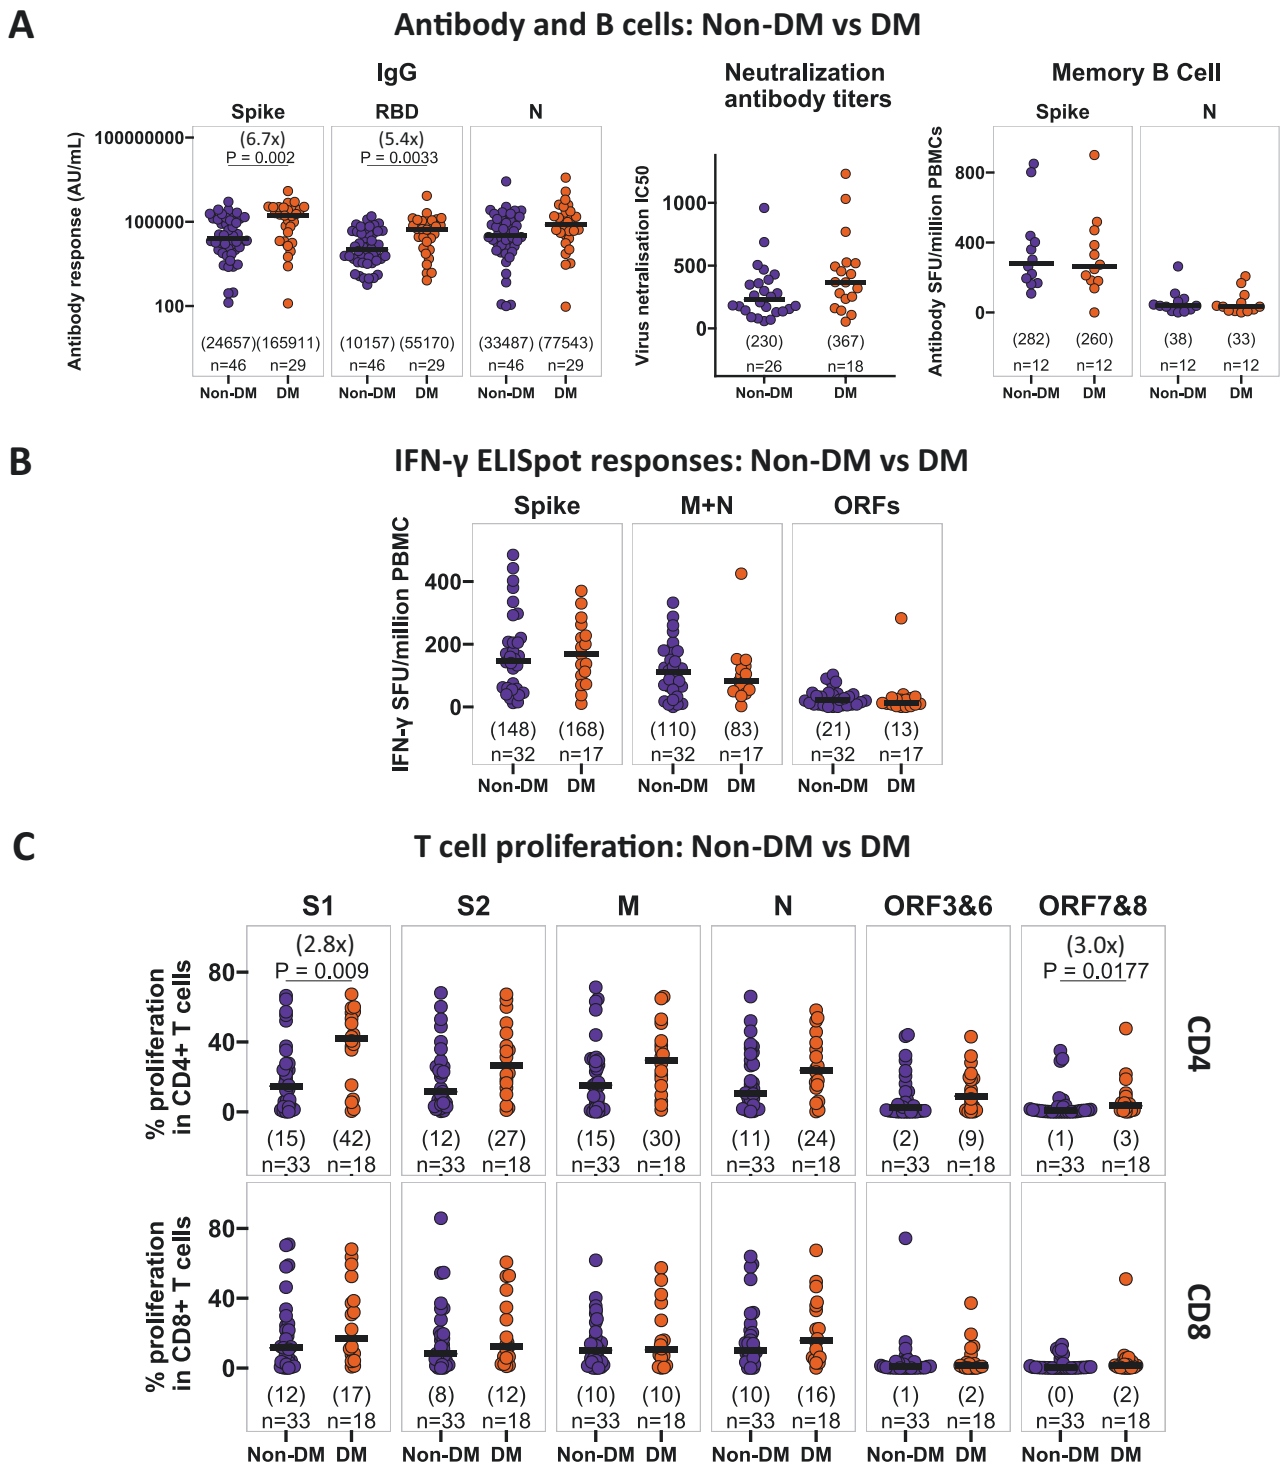 A
Antibody and B cells: Non-DM vs DM
IgG
Neutralization
antibody titers
Memory B Cell
Spike
RBD
N
Spike
N
Antibody response (AU/mL)
100000000
100000
100
(6.7x)
P = 0.002
(5.4x)
P = 0.0033
(24657)
(165911)
(10157)
(55170)
(33487)
(77543)
n=46
n=29
n=46
n=29
n=46
n=29
Non-DM
DM
Non-DM
DM
Non-DM
DM
Virus netralisation IC50
1000
500
0
(230)
(367)
n=26
n=18
Non-DM
DM
Antibody SFU/million PBMCs
800
400
0
(282)
(260)
(38)
(33)
n=12
n=12
n=12
n=12
Non-DM
DM
Non-DM
DM
B
IFN-γ ELISpot responses: Non-DM vs DM
Spike
M+N
ORFs
IFN-γ SFU/million PBMC
400
200
0
(148)
(168)
(110)
(83)
(21)
(13)
n=32
n=17
n=32
n=17
n=32
n=17
Non-DM
DM
Non-DM
DM
Non-DM
DM
C
T cell proliferation: Non-DM vs DM
S1
S2
M
N
ORF3&6
ORF7&8
% proliferation
in CD4+ T cells
80
40
0
(2.8x)
P = 0.009
(3.0x)
P = 0.0177
(15)
(42)
(12)
(27)
(15)
(30)
(11)
(24)
(2)
(9)
(1)
(3)
n=33
n=18
n=33
n=18
n=33
n=18
n=33
n=18
n=33
n=18
n=33
n=18
CD4
% proliferation
in CD8+ T cells
80
40
0
(12)
(17)
(8)
(12)
(10)
(10)
(10)
(16)
(1)
(2)
(0)
(2)
n=33
n=18
n=33
n=18
n=33
n=18
n=33
n=18
n=33
n=18
n=33
n=18
CD8
Non-DM
DM
Non-DM
DM
Non-DM
DM
Non-DM
DM
Non-DM
DM
Non-DM
DM